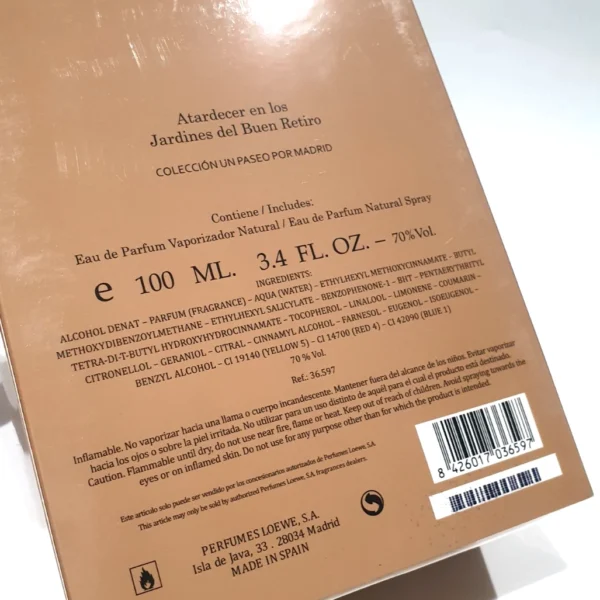 Atardecer en los
Jardines del Buen Retiro
COLECCIÓN UN PASEO POR MADRID
Contiene / Includes:
Eau de Parfum Vaporizador Natural / Eau de Parfum Natural Spray
e 100 ML. 3.4 FL. OZ. – 70%Vol.
INGREDIENTS:
ALCOHOL DENAT – PARFUM (FRAGRANCE) – AQUA (WATER) – ETHYLHEXYL METHOXYCINNAMATE – BUTYL
METHOXYDIBENZOYLMETHANE – ETHYLHEXYL SALICYLATE – BENZOPHENONE-1 – BHT – PENTAERYTHRITYL
TETRA-DI-T-BUTYL HYDROXYHYDROCINNAMATE – TOCOPHEROL – LINALOOL – LIMONENE – COUMARIN –
CITRONELLOL – GERANIOL – CITRAL – CINNAMYL ALCOHOL – FARNESOL – EUGENOL – ISOEUGENOL –
BENZYL ALCOHOL – CI 19140 (YELLOW 5) – CI 14700 (RED 4) – CI 42090 (BLUE 1)
70 % Vol.
Ref.: 36.597
Inflamable. No vaporizar hacia una llama o cuerpo incandescente. Mantener fuera del alcance de los niños. Evitar vaporizar
hacia los ojos o sobre la piel irritada. No utilizar para un uso distinto de aquél para el cual el producto está destinado.
Caution. Flammable until dry, do not use near fire, flame or heat. Keep out of reach of children. Avoid spraying towards the
eyes or on inflamed skin. Do not use for any purpose other than for which the product is intended.
Este artículo solo puede ser vendido por los concesionarios autorizados de Perfumes Loewe, S.A.
This article may only be sold by authorized Perfumes Loewe, S.A. fragrances dealers.
PERFUMES LOEWE, S.A.
Isla de Java, 33 . 28034 Madrid
MADE IN SPAIN
8 426017 036597